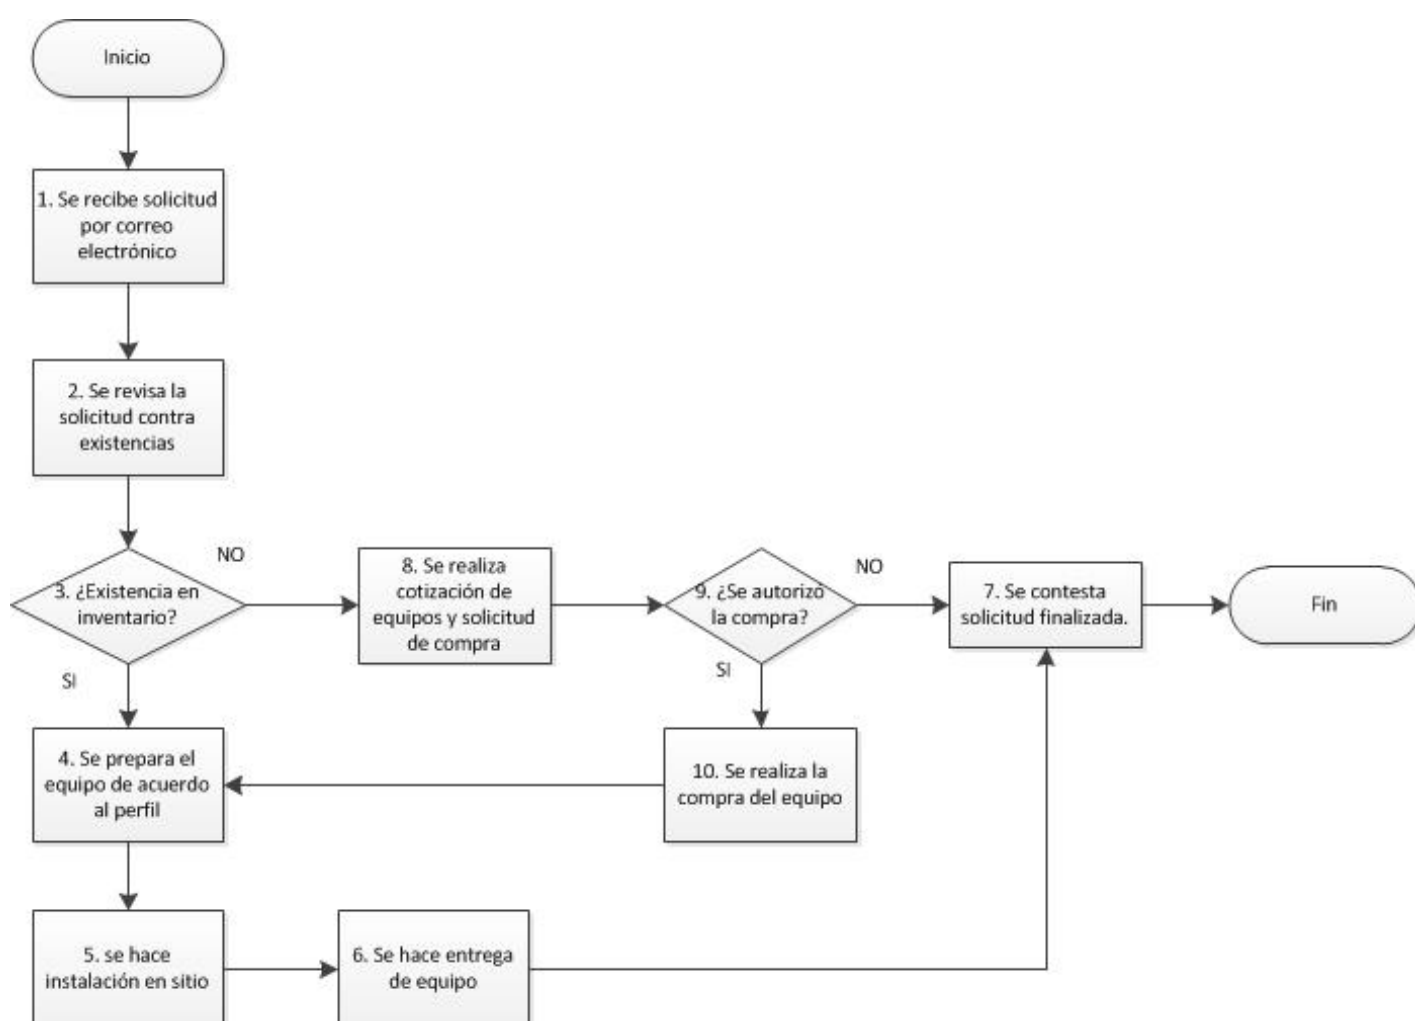 Inicio
1. Se recibe solicitud
por correo
electrónico
2. Se revisa la
solicitud contra
existencias
3. ¿Existencia en
inventario?
NO
SI
8. Se realiza
cotización de
equipos y solicitud
de compra
9. ¿Se autorizó
la compra?
NO
SI
7. Se contesta
solicitud finalizada.
Fin
4. Se prepara el
equipo de acuerdo
al perfil
10. Se realiza la
compra del equipo
5. se hace
instalación en sitio
6. Se hace entrega
de equipo